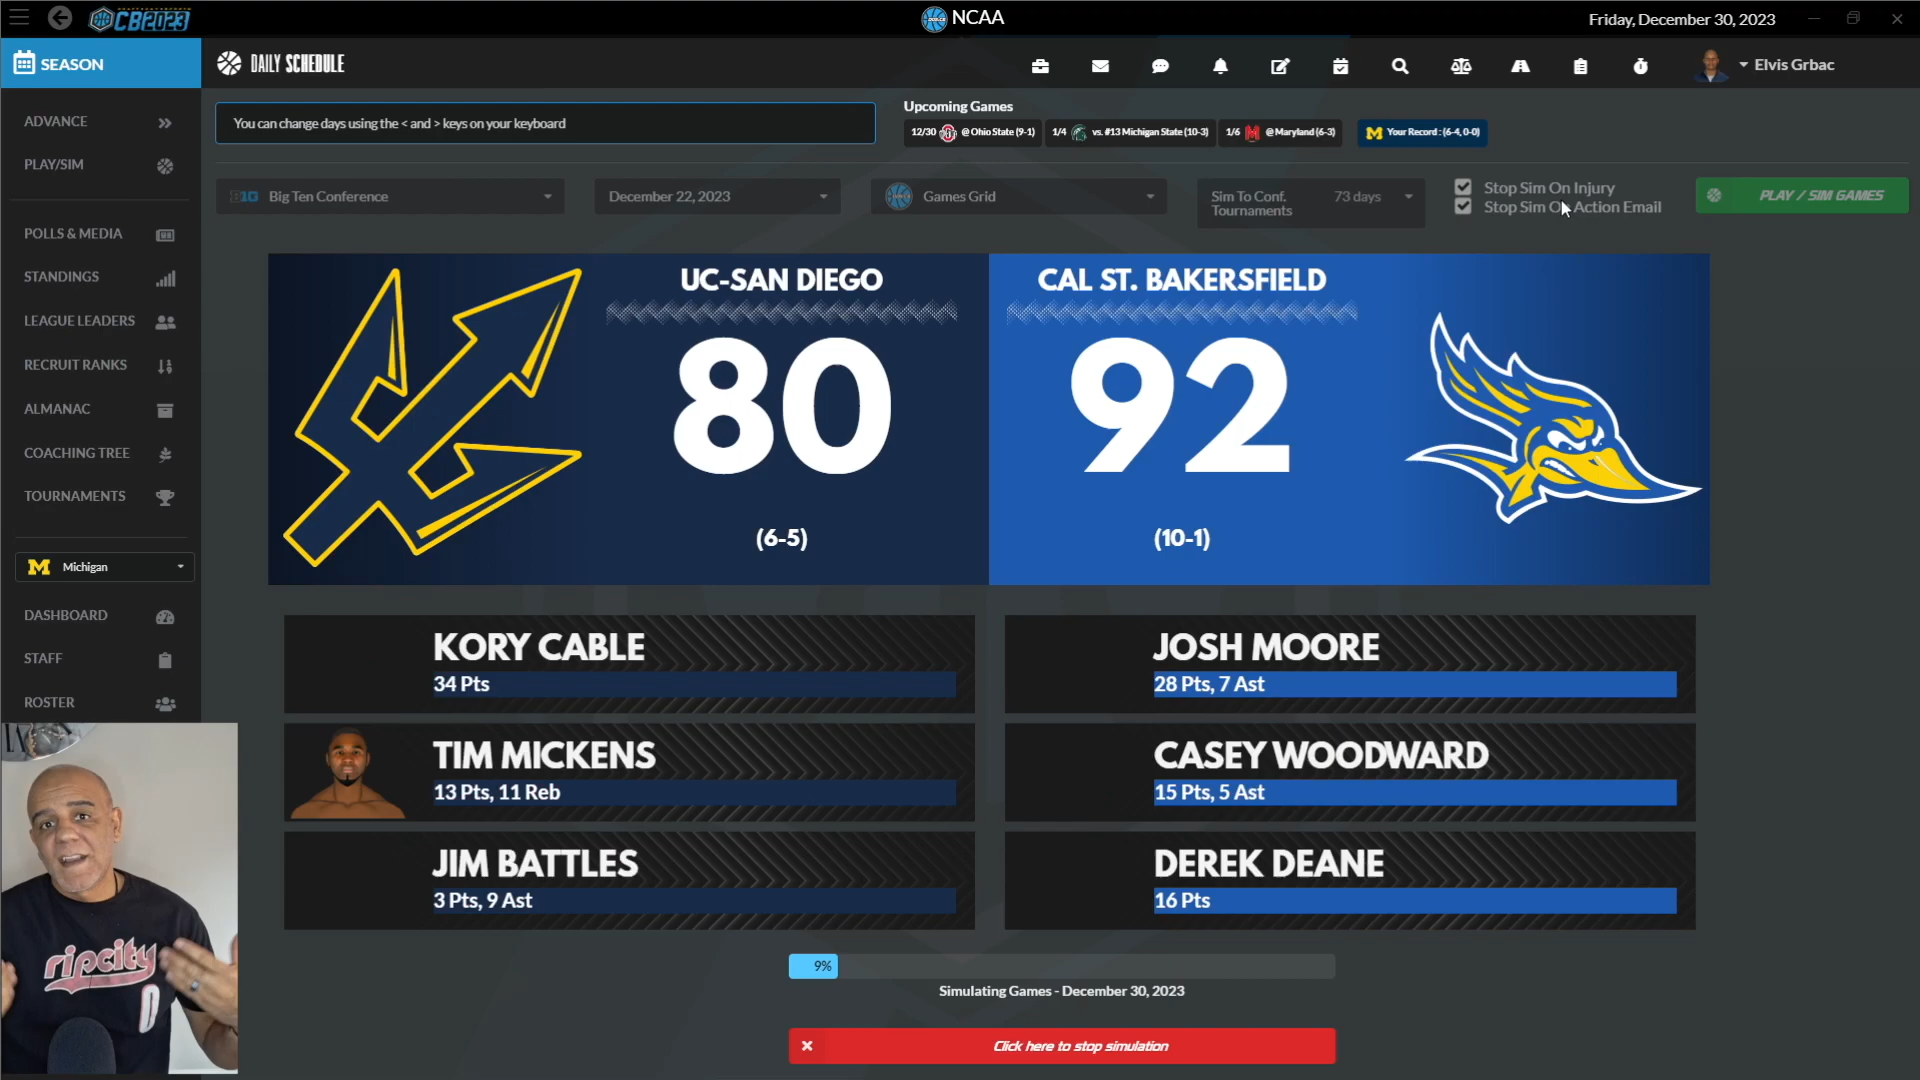 CB2023
NCAA
Friday, December 30, 2023
SEASON
DAILY SCHEDULE
Elvis Grbac
ADVANCE
PLAY/SIM
POLLS & MEDIA
STANDINGS
LEAGUE LEADERS
RECRUIT RANKS
ALMANAC
COACHING TREE
TOURNAMENTS
Michigan
DASHBOARD
STAFF
ROSTER
You can change days using the < and > keys on your keyboard
Upcoming Games
12/30 @ Ohio State (9-1)
1/4 vs. #13 Michigan State (10-3)
1/6 @ Maryland (6-3)
Your Record : (6-4, 0-0)
Big Ten Conference
December 22, 2023
Games Grid
Sim To Conf. Tournaments
73 days
Stop Sim On Injury
Stop Sim On Action Email
PLAY / SIM GAMES
UC-SAN DIEGO
80
(6-5)
CAL ST. BAKERSFIELD
92
(10-1)
KORY CABLE
34 Pts
TIM MICKENS
13 Pts, 11 Reb
JIM BATTLES
3 Pts, 9 Ast
JOSH MOORE
28 Pts, 7 Ast
CASEY WOODWARD
15 Pts, 5 Ast
DEREK DEANE
16 Pts
9%
Simulating Games - December 30, 2023
Click here to stop simulation
ripcity
0